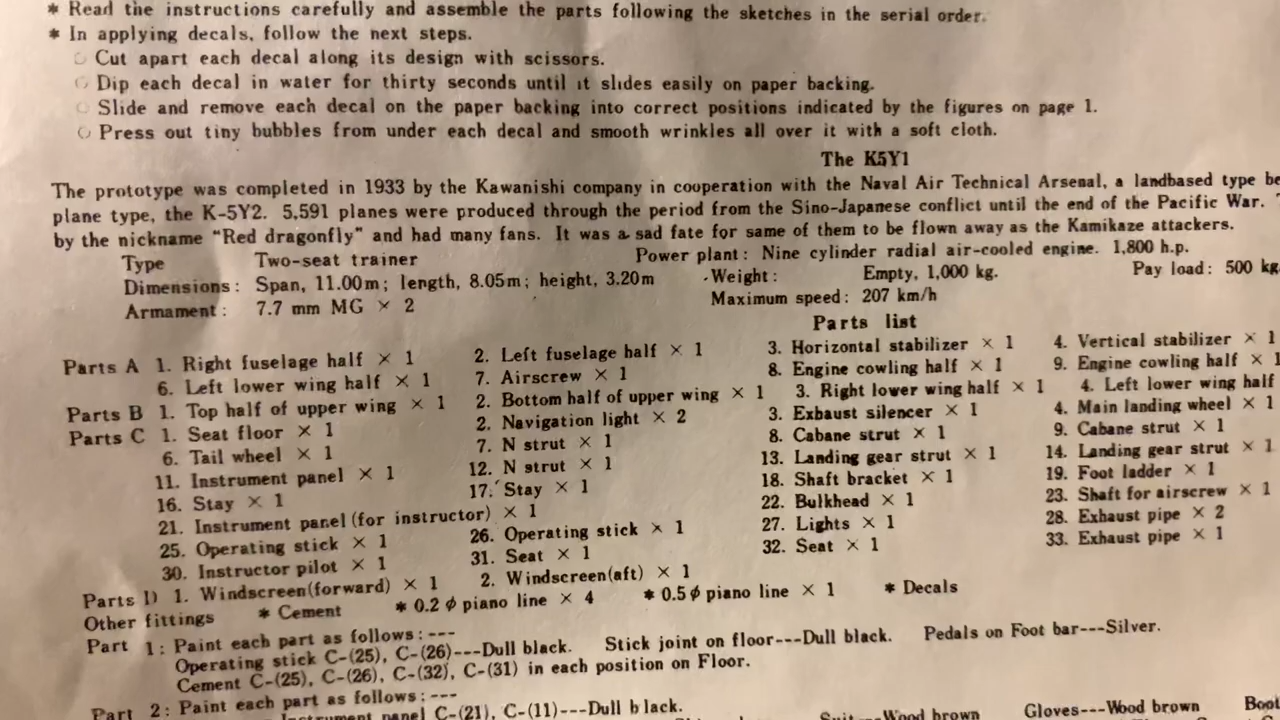 * Read the instructions carefully and assemble the parts following the sketches in the serial order.
* In applying decals, follow the next steps.
○ Cut apart each decal along its design with scissors.
○ Dip each decal in water for thirty seconds until it slides easily on paper backing.
○ Slide and remove each decal on the paper backing into correct positions indicated by the figures on page 1.
○ Press out tiny bubbles from under each decal and smooth wrinkles all over it with a soft cloth.
The K5Y1
The prototype was completed in 1933 by the Kawanishi company in cooperation with the Naval Air Technical Arsenal, a landbased type be
plane type, the K-5Y2. 5,591 planes were produced through the period from the Sino-Japanese conflict until the end of the Pacific War.
by the nickname "Red dragonfly" and had many fans. It was a sad fate for same of them to be flown away as the Kamikaze attackers.
Type Two-seat trainer Power plant: Nine cylinder radial air-cooled engine. 1,800 h.p.
Dimensions: Span, 11.00m; length, 8.05m; height, 3.20m Weight: Empty, 1,000 kg. Pay load: 500 kg
Armament: 7.7 mm MG × 2 Maximum speed: 207 km/h
Parts list
Parts A 1. Right fuselage half × 1 2. Left fuselage half × 1 3. Horizontal stabilizer × 1 4. Vertical stabilizer × 1
6. Left lower wing half × 1 7. Airscrew × 1 8. Engine cowling half × 1 9. Engine cowling half × 1
Parts B 1. Top half of upper wing × 1 2. Bottom half of upper wing × 1 3. Right lower wing half × 1 4. Left lower wing half
Parts C 1. Seat floor × 1 2. Navigation light × 2 3. Exhaust silencer × 1 4. Main landing wheel × 1
6. Tail wheel × 1 7. N strut × 1 8. Cabane strut × 1 9. Cabane strut × 1
11. Instrument panel × 1 12. N strut × 1 13. Landing gear strut × 1 14. Landing gear strut × 1
16. Stay × 1 17. Stay × 1 18. Shaft bracket × 1 19. Foot ladder × 1
21. Instrument panel (for instructor) × 1 22. Bulkhead × 1 23. Shaft for airscrew × 1
25. Operating stick × 1 26. Operating stick × 1 27. Lights × 1 28. Exhaust pipe × 2
30. Instructor pilot × 1 31. Seat × 1 32. Seat × 1 33. Exhaust pipe × 1
Parts D 1. Windscreen(forward) × 1 2. Windscreen(aft) × 1
Other fittings * Cement * 0.2 φ piano line × 4 * 0.5 φ piano line × 1 * Decals
Part 1: Paint each part as follows:---
Operating stick C-(25), C-(26)---Dull black. Stick joint on floor---Dull black. Pedals on Foot bar---Silver.
Cement C-(25), C-(26), C-(32), C-(31) in each position on Floor.
Part 2: Paint each part as follows:---
panel C-(21), C-(11)---Dull black. Suit---Wood brown Gloves---Wood brown